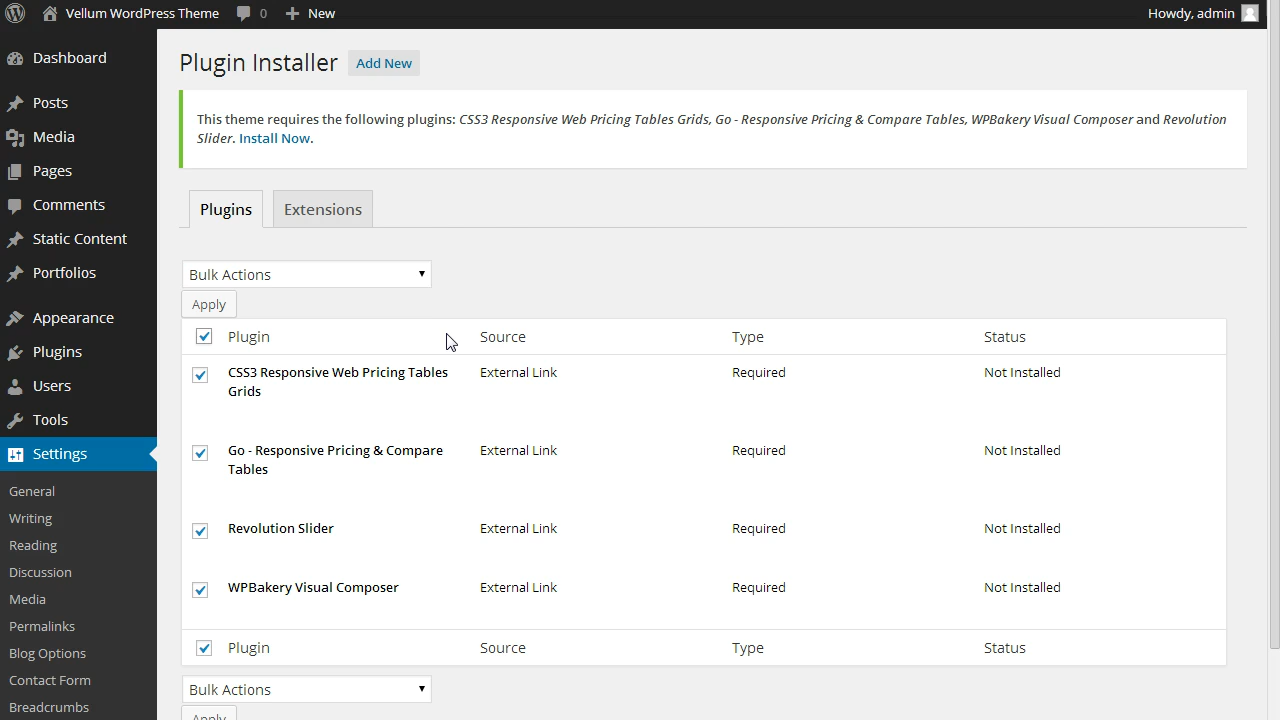 Vellum WordPress Theme 0 New Howdy, admin
Dashboard
Posts
Media
Pages
Comments
Static Content
Portfolios
Appearance
Plugins
Users
Tools
Settings
General
Writing
Reading
Discussion
Media
Permalinks
Blog Options
Contact Form
Breadcrumbs
Plugin Installer Add New
This theme requires the following plugins: CSS3 Responsive Web Pricing Tables Grids, Go - Responsive Pricing & Compare Tables, WPBakery Visual Composer and Revolution
Slider. Install Now.
Plugins Extensions
Bulk Actions
Apply
Plugin Source Type Status
CSS3 Responsive Web Pricing Tables External Link Required Not Installed
Grids
Go - Responsive Pricing & Compare External Link Required Not Installed
Tables
Revolution Slider External Link Required Not Installed
WPBakery Visual Composer External Link Required Not Installed
Plugin Source Type Status
Bulk Actions
Apply